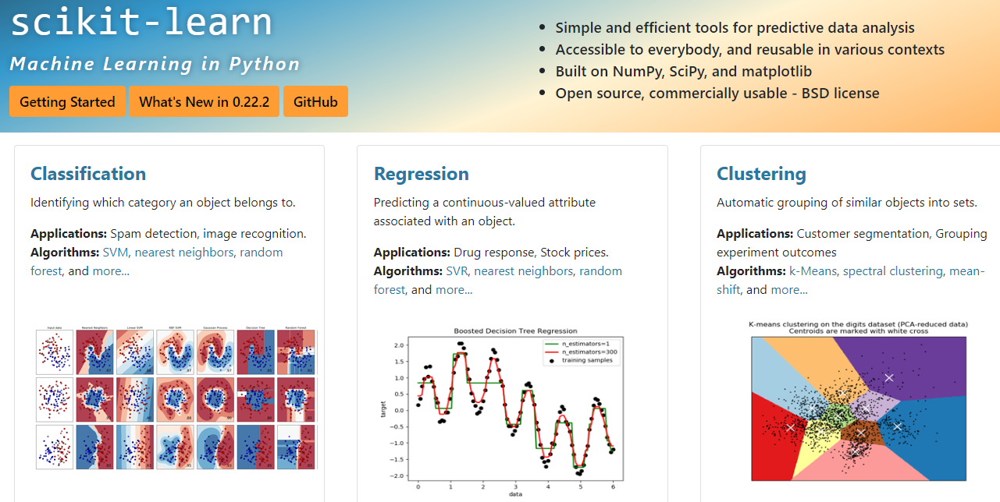 scikit-learn
Machine Learning in Python
Getting Started
What's New in 0.22.2
GitHub
• Simple and efficient tools for predictive data analysis
• Accessible to everybody, and reusable in various contexts
• Built on NumPy, SciPy, and matplotlib
• Open source, commercially usable - BSD license
Classification
Identifying which category an object belongs to.
Applications: Spam detection, image recognition.
Algorithms: SVM, nearest neighbors, random
forest, and more...
Input data
Nearest Neighbors
Linear SVM
RBF SVM
Gaussian Process
Decision Tree
Random Forest
Regression
Predicting a continuous-valued attribute
associated with an object.
Applications: Drug response, Stock prices.
Algorithms: SVR, nearest neighbors, random
forest, and more...
Boosted Decision Tree Regression
n_estimators=1
n_estimators=300
training samples
2.0
1.5
1.0
0.5
0.0
−0.5
−1.0
−1.5
−2.0
target
0 1 2 3 4 5 6
data
Clustering
Automatic grouping of similar objects into sets.
Applications: Customer segmentation, Grouping
experiment outcomes
Algorithms: k-Means, spectral clustering, mean-
shift, and more...
K-means clustering on the digits dataset (PCA-reduced data)
Centroids are marked with white cross